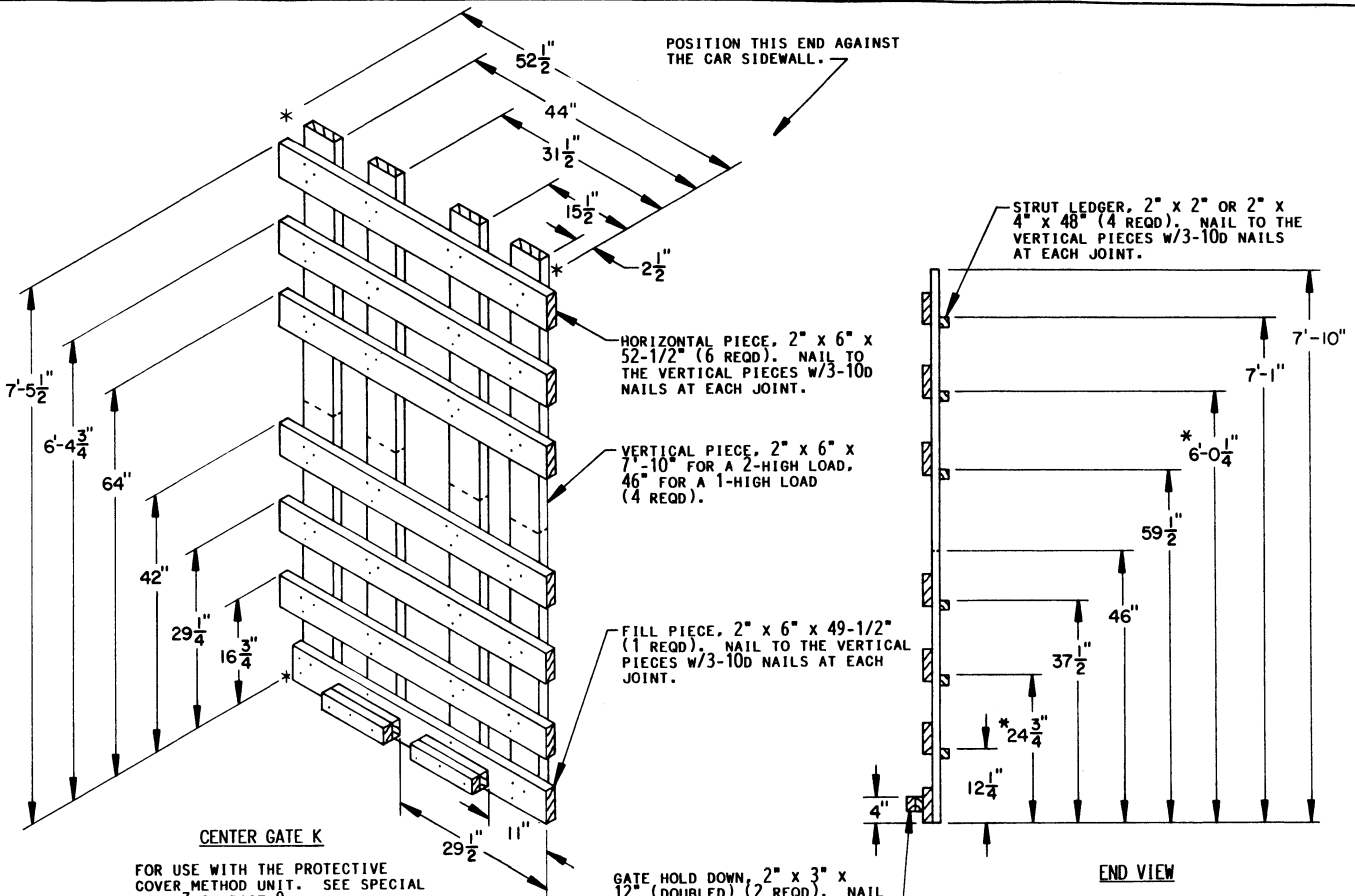 POSITION THIS END AGAINST
THE CAR SIDEWALL.
52 1/2"
44"
31 1/2"
15 1/2"
2 1/2"
*
*
*
7'-5 1/2"
6'-4 3/4"
64"
42"
29 1/4"
16 3/4"
29 1/2"
11"
HORIZONTAL PIECE, 2" X 6" X
52-1/2" (6 REQD). NAIL TO
THE VERTICAL PIECES W/3-10D
NAILS AT EACH JOINT.
VERTICAL PIECE, 2" X 6" X
7'-10" FOR A 2-HIGH LOAD,
46" FOR A 1-HIGH LOAD
(4 REQD).
FILL PIECE, 2" X 6" X 49-1/2"
(1 REQD). NAIL TO THE VERTICAL
PIECES W/3-10D NAILS AT EACH
JOINT.
STRUT LEDGER, 2" X 2" OR 2" X
4" X 48" (4 REQD). NAIL TO THE
VERTICAL PIECES W/3-10D NAILS
AT EACH JOINT.
7'-10"
7'-1"
*6'-0 1/4"
59 1/2"
46"
37 1/2"
*24 3/4"
12 1/4"
4"
CENTER GATE K
FOR USE WITH THE PROTECTIVE
COVER METHOD UNIT. SEE SPECIAL
GATE HOLD DOWN, 2" X 3" X
12" (DOUBLED) (2 REQD). NAIL
END VIEW